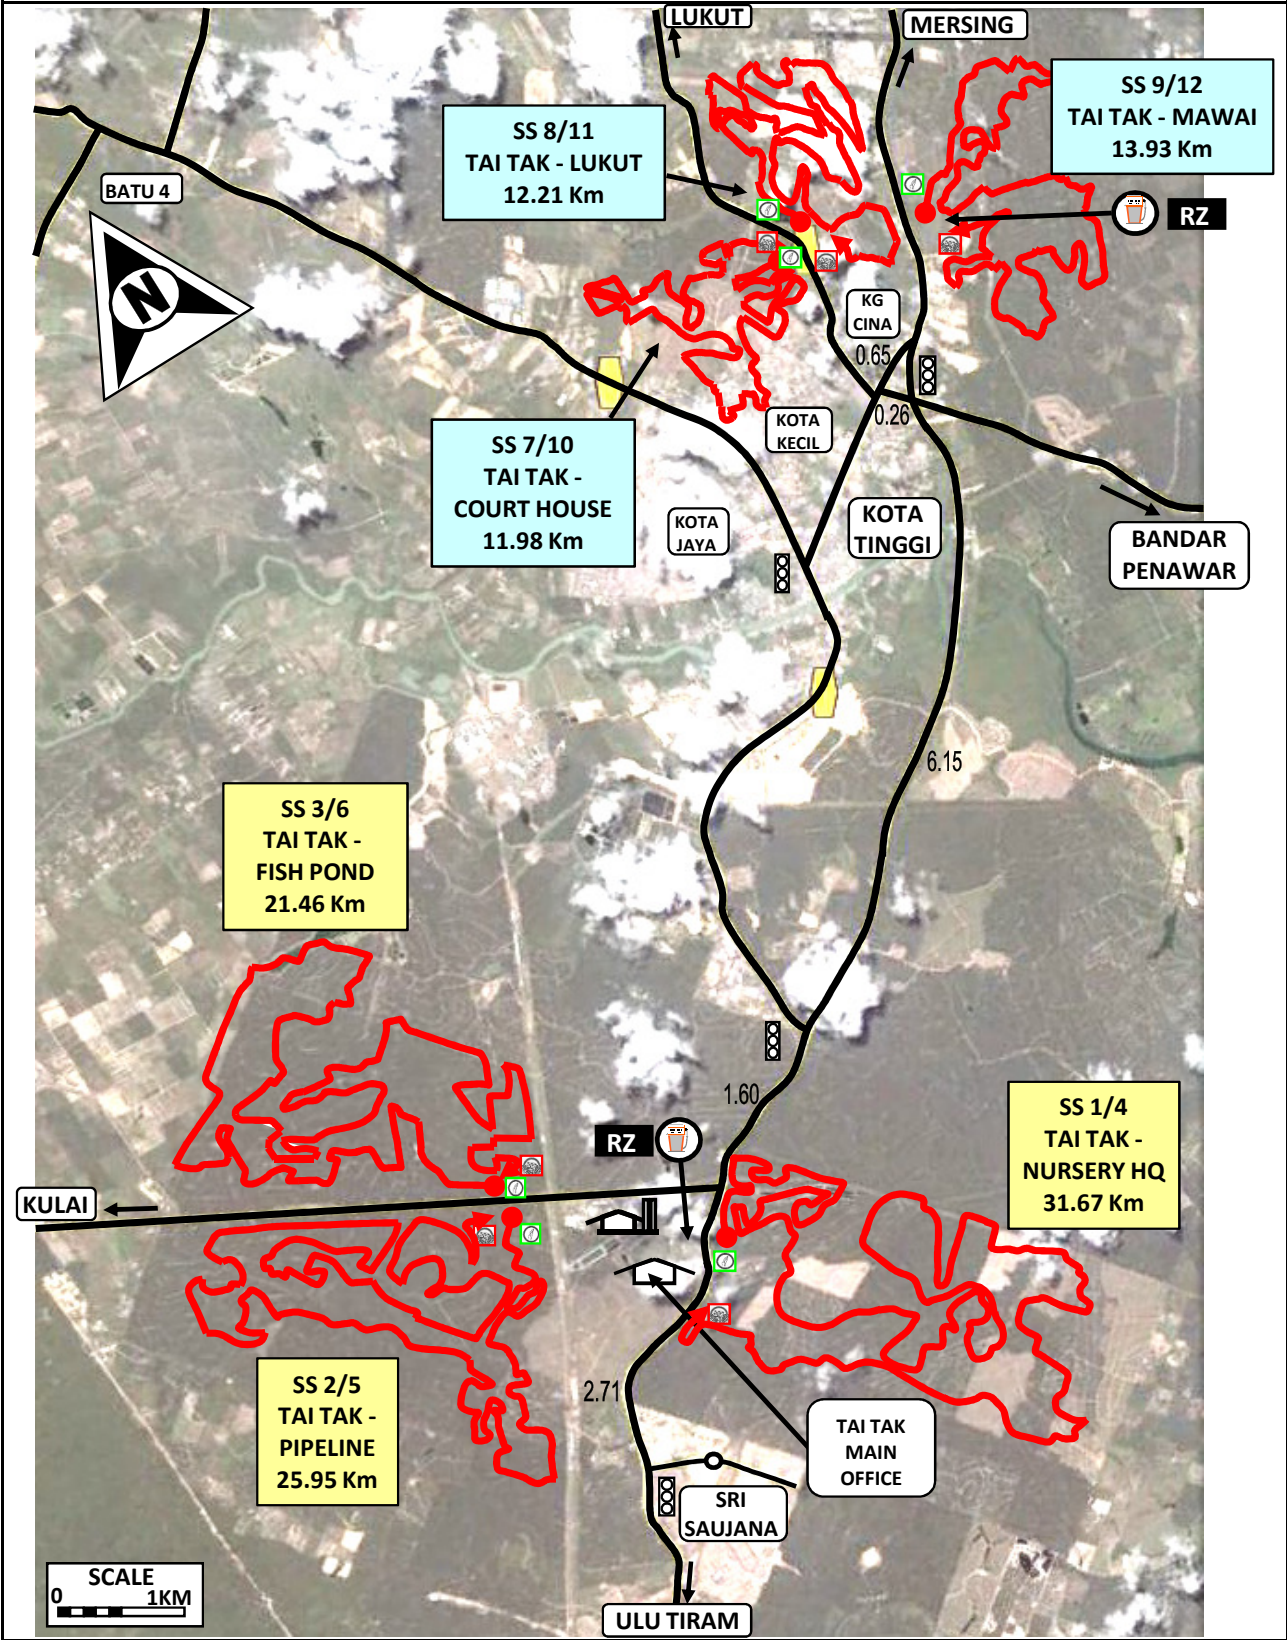 LUKUT
MERSING
SS 9/12
TAI TAK - MAWAI
13.93 Km
SS 8/11
TAI TAK - LUKUT
12.21 Km
BATU 4
RZ
N
KG
CINA
0.65
0.26
KOTA
KECIL
SS 7/10
TAI TAK -
COURT HOUSE
11.98 Km
KOTA
JAYA
KOTA
TINGGI
BANDAR
PENAWAR
6.15
SS 3/6
TAI TAK -
FISH POND
21.46 Km
1.60
RZ
SS 1/4
TAI TAK -
NURSERY HQ
31.67 Km
KULAI
2.71
SS 2/5
TAI TAK -
PIPELINE
25.95 Km
TAI TAK
MAIN
OFFICE
SRI
SAUJANA
SCALE
0 1KM
ULU TIRAM